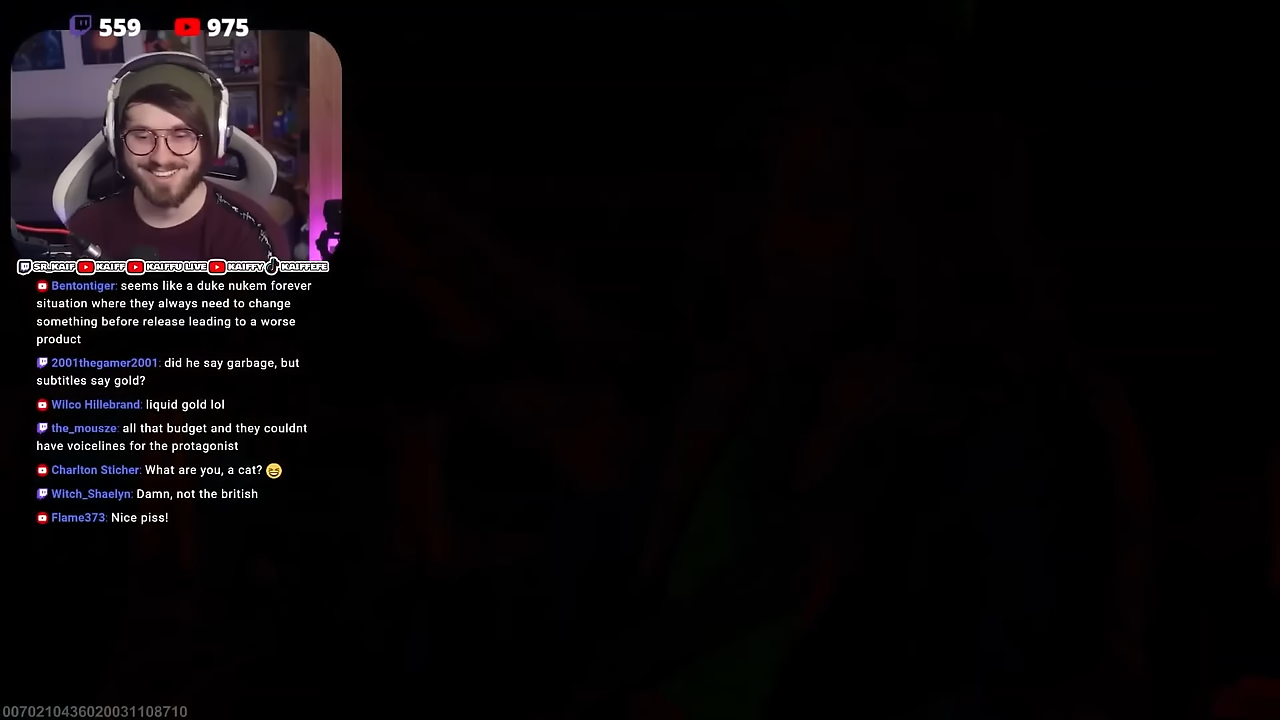 559 975
SRLKAIF KAIFF KAIFFU LIVE KAIFFY KAIFFEFE
Bentontiger: seems like a duke nukem forever
situation where they always need to change
something before release leading to a worse
product
2001thegamer2001: did he say garbage, but
subtitles say gold?
Wilco Hillebrand: liquid gold lol
the_mousze: all that budget and they couldnt
have voicelines for the protagonist
Charlton Sticher: What are you, a cat? 😆
Witch_Shaelyn: Damn, not the british
Flame373: Nice piss!
0070210436020031108710